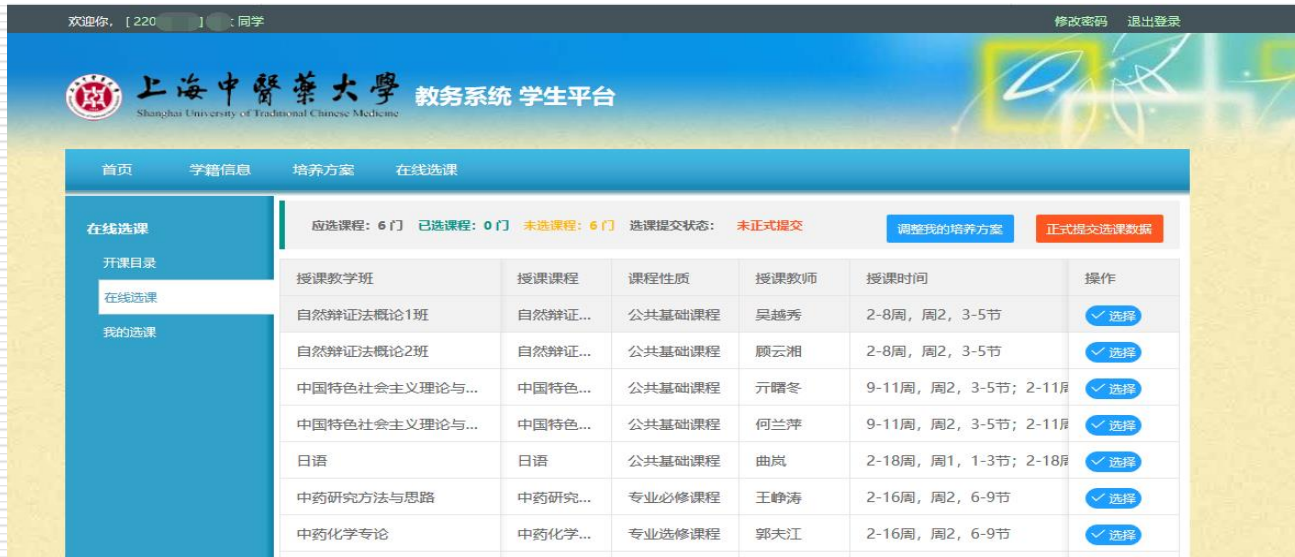 欢迎你, [ 220 ] 同学
修改密码 退出登录
上海中醫藥大學 教务系统 学生平台
Shanghai University of Traditional Chinese Medicine
首页 学籍信息 培养方案 在线选课
在线选课
开课目录
在线选课
我的选课
应选课程: 6 门 已选课程: 0 门 未选课程: 6 门 选课提交状态: 未正式提交 调整我的培养方案 正式提交选课数据
授课教学班 授课课程 课程性质 授课教师 授课时间 操作
自然辩证法概论1班 自然辩证... 公共基础课程 吴越秀 2-8周, 周2, 3-5节 选择
自然辩证法概论2班 自然辩证... 公共基础课程 顾云湘 2-8周, 周2, 3-5节 选择
中国特色社会主义理论与... 中国特色... 公共基础课程 亓曙冬 9-11周, 周2, 3-5节; 2-11周 选择
中国特色社会主义理论与... 中国特色... 公共基础课程 何兰萍 9-11周, 周2, 3-5节; 2-11周 选择
日语 日语 公共基础课程 曲岚 2-18周, 周1, 1-3节; 2-18周 选择
中药研究方法与思路 中药研究... 专业必修课程 王峥涛 2-16周, 周2, 6-9节 选择
中药化学专论 中药化学... 专业选修课程 郭夫江 2-16周, 周2, 6-9节 选择